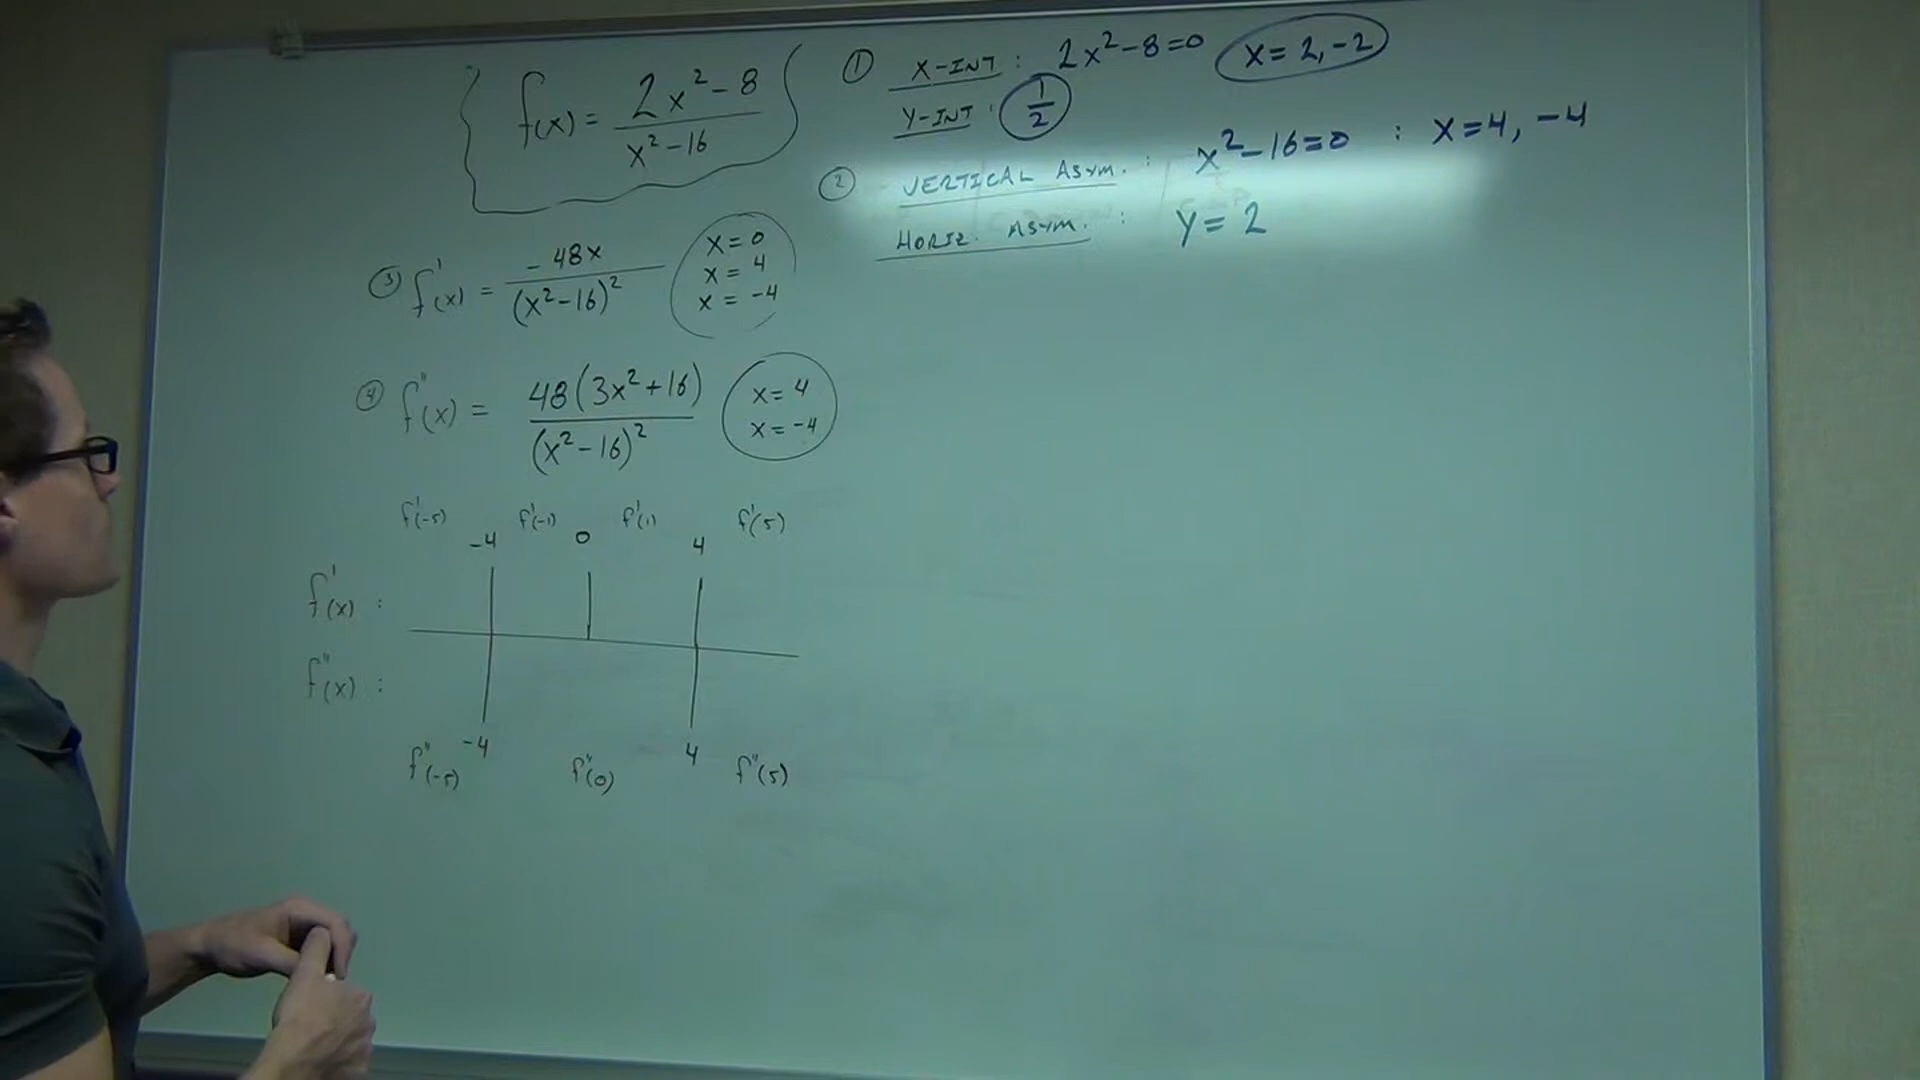 f(x) = (2x² - 8)/(x² - 16)
① X-INT : 2x² - 8 = 0 x = 2, -2
Y-INT : 1/2
② VERTICAL ASYM. : x² - 16 = 0 : x = 4, -4
HORIZ. ASYM. : y = 2
③ f'(x) = -48x/(x² - 16)²
x = 0
x = 4
x = -4
④ f''(x) = 48(3x² + 16)/(x² - 16)²
x = 4
x = -4
f'(-5) f'(-1) f'(1) f'(5)
-4 0 4
f'(x) :
f''(x) :
-4 4
f''(-5) f''(0) f''(5)